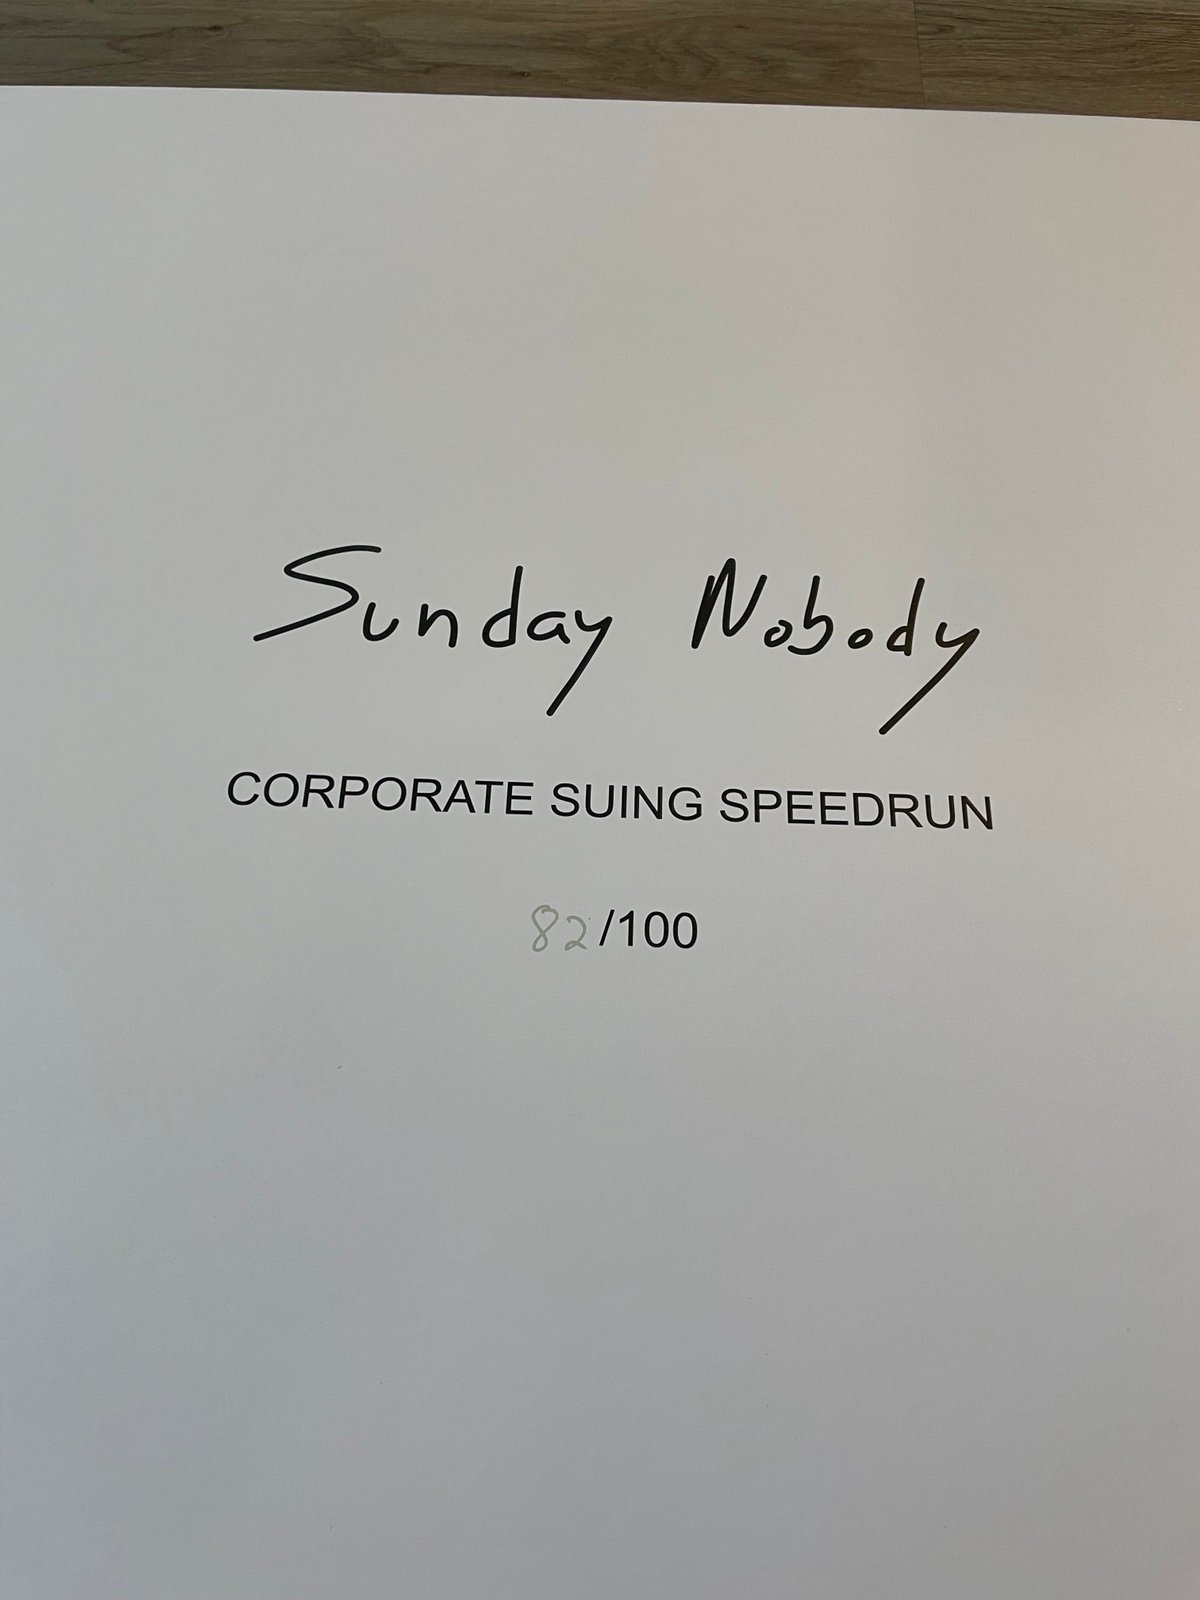 Sunday Nobody
CORPORATE SUING SPEEDRUN
82/100